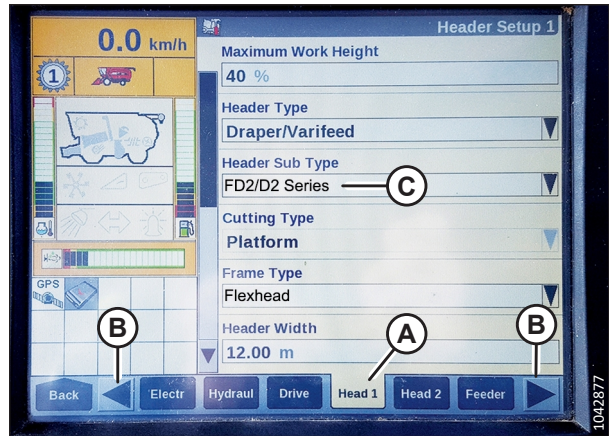 0.0 km/h
Header Setup 1
1
Maximum Work Height
40 %
Header Type
Draper/Varifeed
Header Sub Type
FD2/D2 Series
C
Cutting Type
Platform
Frame Type
Flexhead
GPS
B
A
B
Header Width
12.00 m
Back
Electr
Hydraul
Drive
Head 1
Head 2
Feeder
1042877